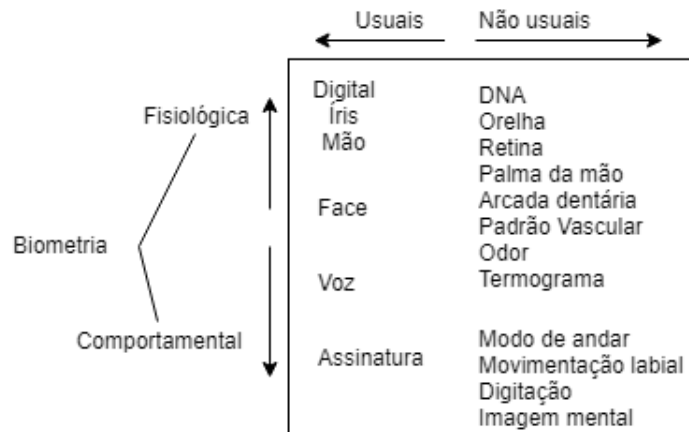 Usuais
Não usuais
Fisiológica
Biometria
Comportamental
Digital
Íris
Mão
Face
Voz
Assinatura
DNA
Orelha
Retina
Palma da mão
Arcada dentária
Padrão Vascular
Odor
Termograma
Modo de andar
Movimentação labial
Digitação
Imagem mental